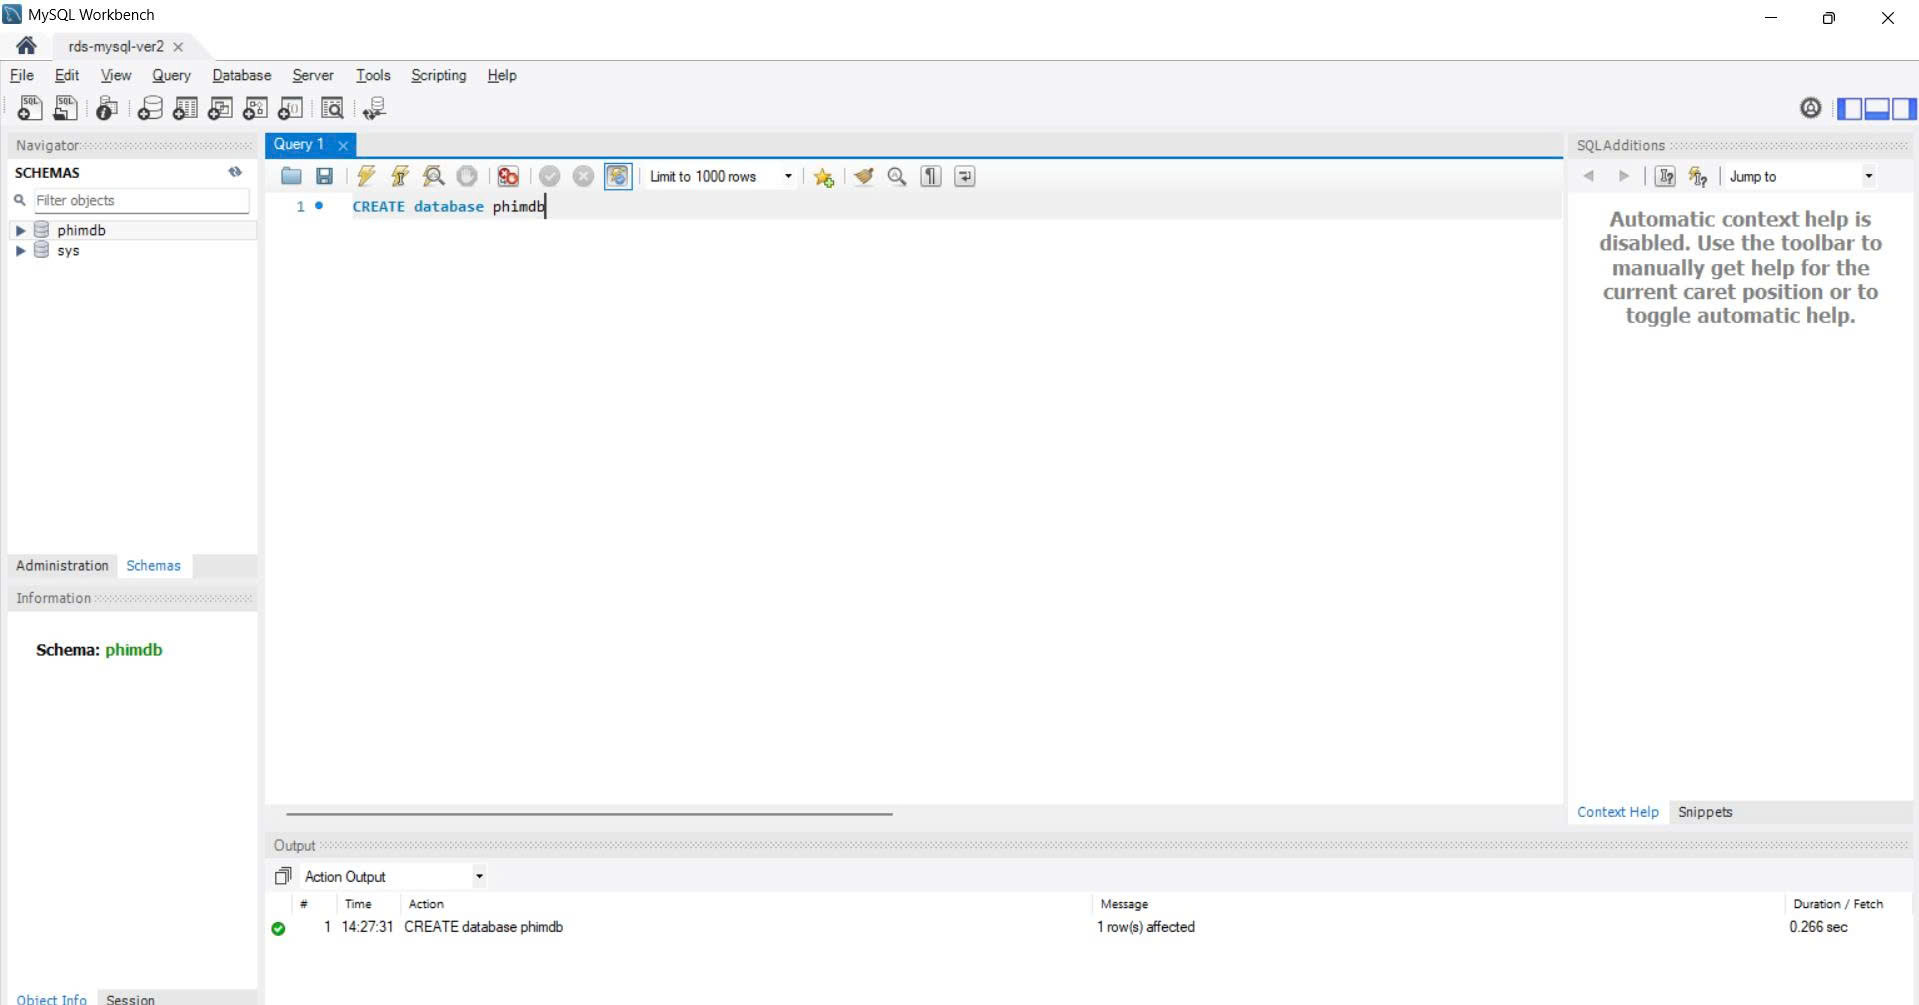 MySQL Workbench
rds-mysql-ver2
File Edit View Query Database Server Tools Scripting Help
Navigator
SCHEMAS
Filter objects
phimdb
sys
Administration Schemas
Information
Schema: phimdb
Object Info Session
Query 1
Limit to 1000 rows
1 CREATE database phimdb
SQLAdditions
Jump to
Automatic context help is
disabled. Use the toolbar to
manually get help for the
current caret position or to
toggle automatic help.
Context Help Snippets
Output
Action Output
# Time Action Message Duration / Fetch
1 14:27:31 CREATE database phimdb 1 row(s) affected 0.266 sec